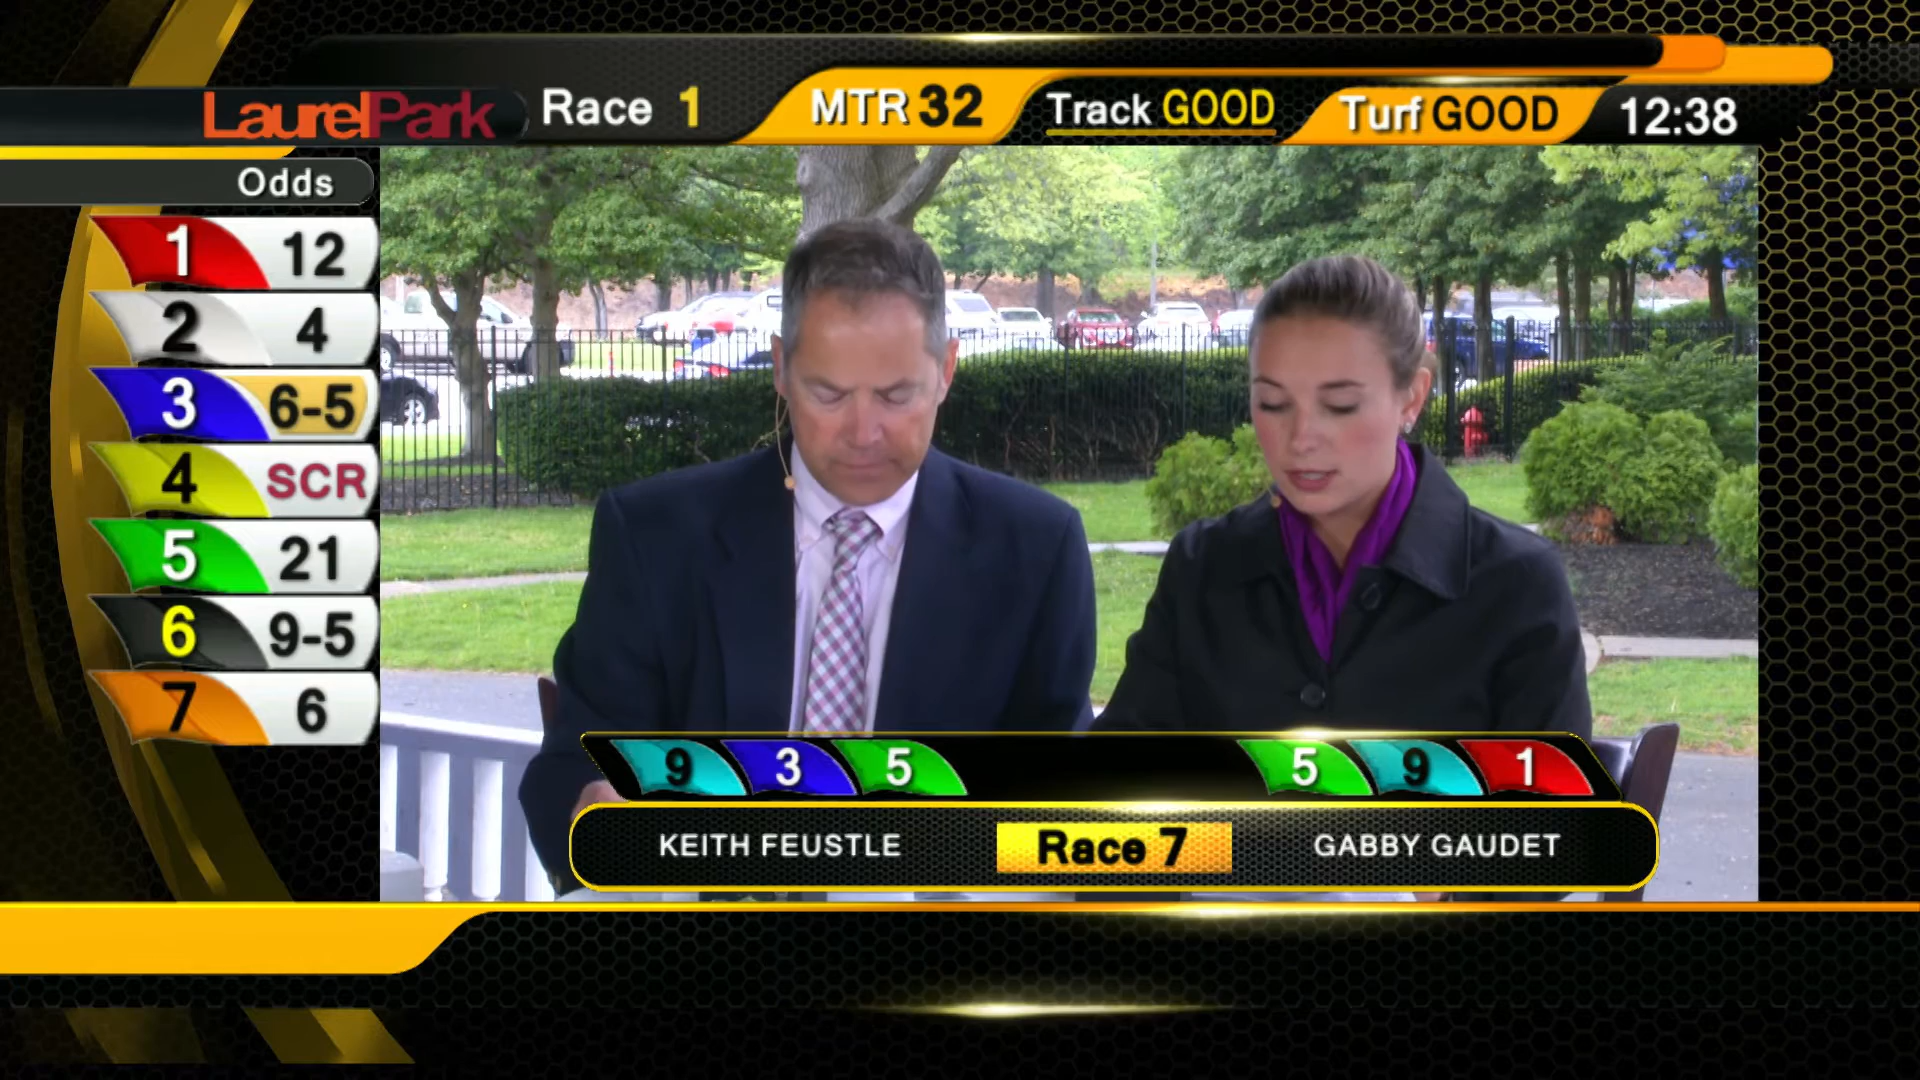 LaurelPark Race 1 MTR 32 Track GOOD Turf GOOD 12:38
Odds
1 12
2 4
3 6-5
4 SCR
5 21
6 9-5
7 6
9 3 5 5 9 1
KEITH FEUSTLE Race 7 GABBY GAUDET